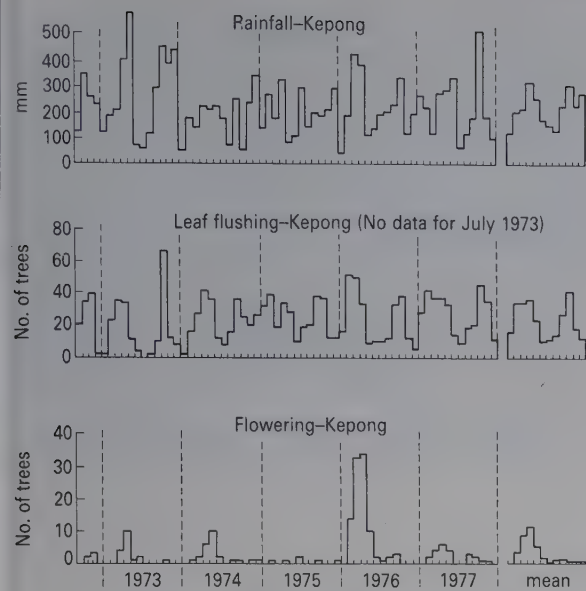 Rainfall–Kepong
mm
500
400
300
200
100
0
Leaf flushing–Kepong (No data for July 1973)
No. of trees
80
60
40
20
0
Flowering–Kepong
No. of trees
40
30
20
10
0
1973 1974 1975 1976 1977 mean